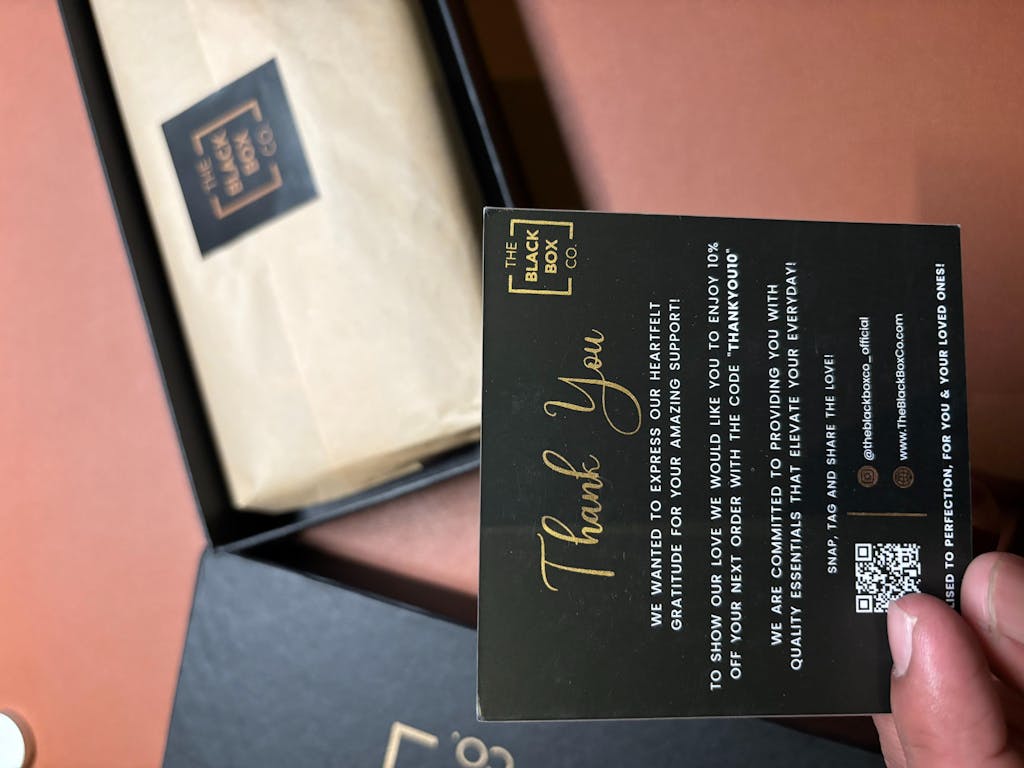 THE
BLACK
BOX
CO.
THE
BLACK
BOX
CO.
Thank You
WE WANTED TO EXPRESS OUR HEARTFELT
GRATITUDE FOR YOUR AMAZING SUPPORT!
TO SHOW OUR LOVE WE WOULD LIKE YOU TO ENJOY 10%
OFF YOUR NEXT ORDER WITH THE CODE "THANKYOU10"
WE ARE COMMITTED TO PROVIDING YOU WITH
QUALITY ESSENTIALS THAT ELEVATE YOUR EVERYDAY!
SNAP, TAG AND SHARE THE LOVE!
@theblackboxco_official
www.TheBlackBoxCo.com
TO PERFECTION, FOR YOU & YOUR LOVED ONES!